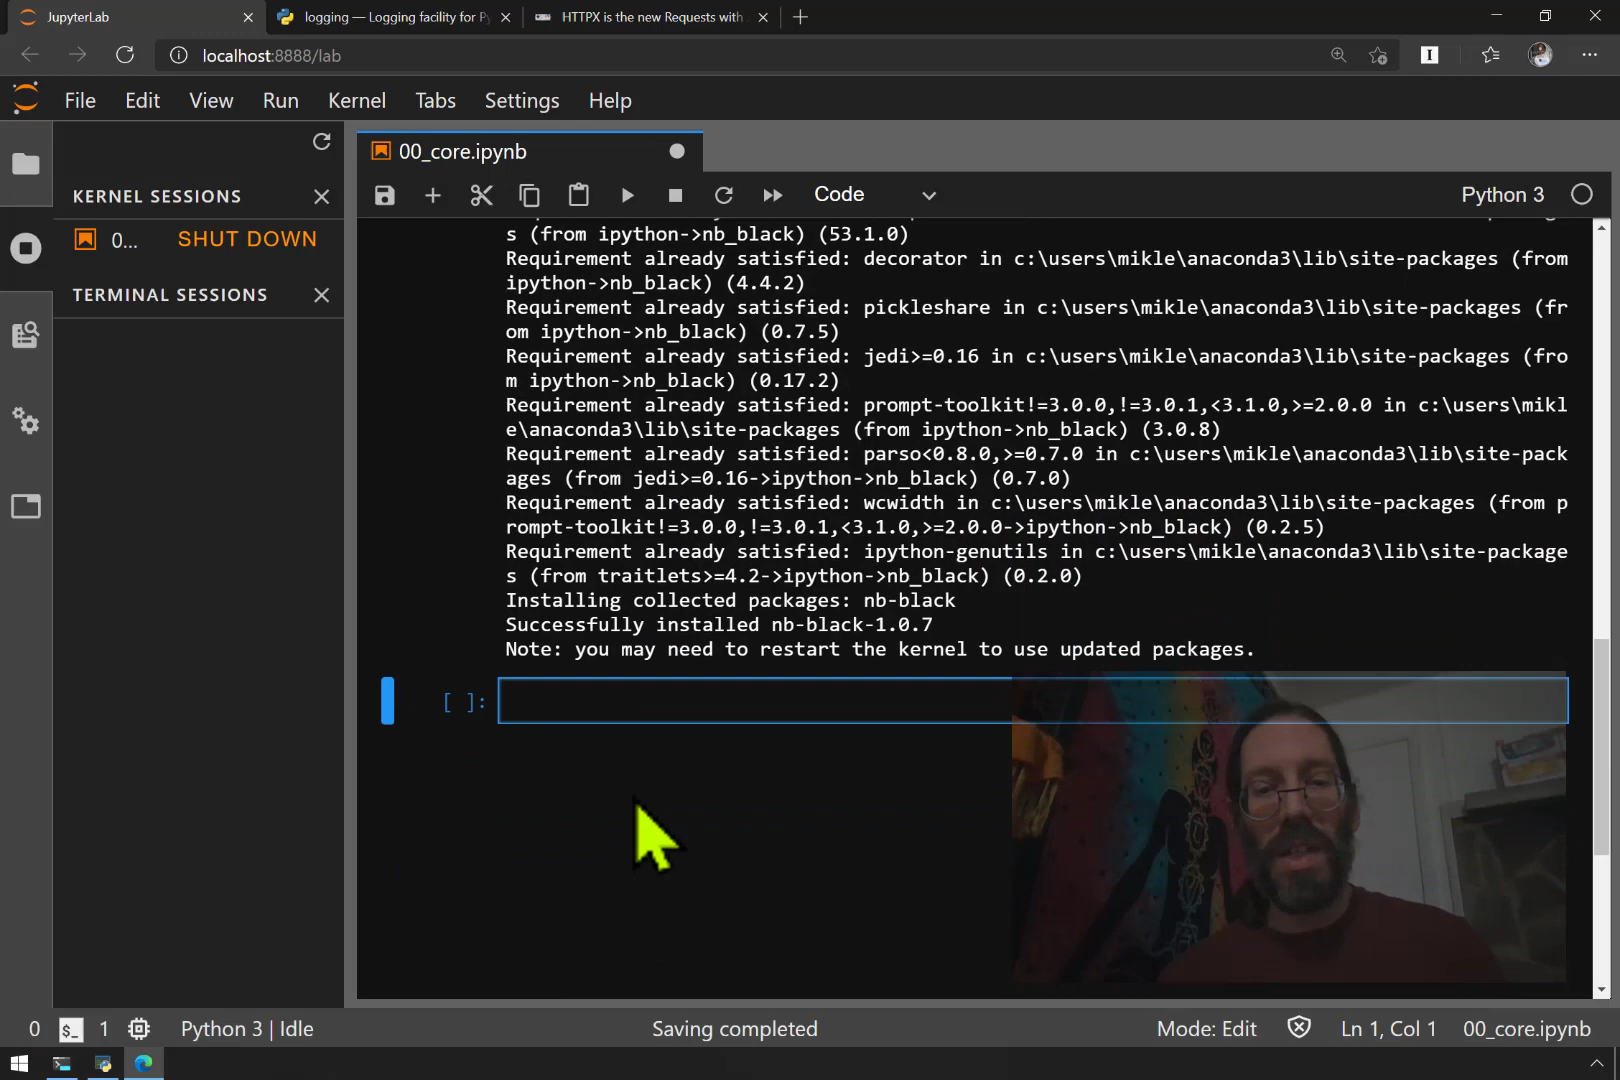 JupyterLab
logging — Logging facility for Py
HTTPX is the new Requests with
localhost:8888/lab
File Edit View Run Kernel Tabs Settings Help
KERNEL SESSIONS
0... SHUT DOWN
TERMINAL SESSIONS
00_core.ipynb
Code
Python 3
s (from ipython->nb_black) (53.1.0)
Requirement already satisfied: decorator in c:\users\mikle\anaconda3\lib\site-packages (from
ipython->nb_black) (4.4.2)
Requirement already satisfied: pickleshare in c:\users\mikle\anaconda3\lib\site-packages (fr
om ipython->nb_black) (0.7.5)
Requirement already satisfied: jedi>=0.16 in c:\users\mikle\anaconda3\lib\site-packages (fro
m ipython->nb_black) (0.17.2)
Requirement already satisfied: prompt-toolkit!=3.0.0,!=3.0.1,<3.1.0,>=2.0.0 in c:\users\mikl
e\anaconda3\lib\site-packages (from ipython->nb_black) (3.0.8)
Requirement already satisfied: parso<0.8.0,>=0.7.0 in c:\users\mikle\anaconda3\lib\site-pack
ages (from jedi>=0.16->ipython->nb_black) (0.7.0)
Requirement already satisfied: wcwidth in c:\users\mikle\anaconda3\lib\site-packages (from p
rompt-toolkit!=3.0.0,!=3.0.1,<3.1.0,>=2.0.0->ipython->nb_black) (0.2.5)
Requirement already satisfied: ipython-genutils in c:\users\mikle\anaconda3\lib\site-package
s (from traitlets>=4.2->ipython->nb_black) (0.2.0)
Installing collected packages: nb-black
Successfully installed nb-black-1.0.7
Note: you may need to restart the kernel to use updated packages.
[ ]:
0 $_ 1 Python 3 | Idle Saving completed Mode: Edit Ln 1, Col 1 00_core.ipynb